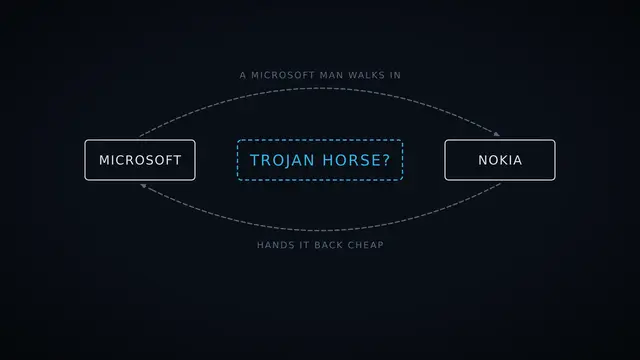 A MICROSOFT MAN WALKS IN
MICROSOFT
TROJAN HORSE?
NOKIA
HANDS IT BACK CHEAP